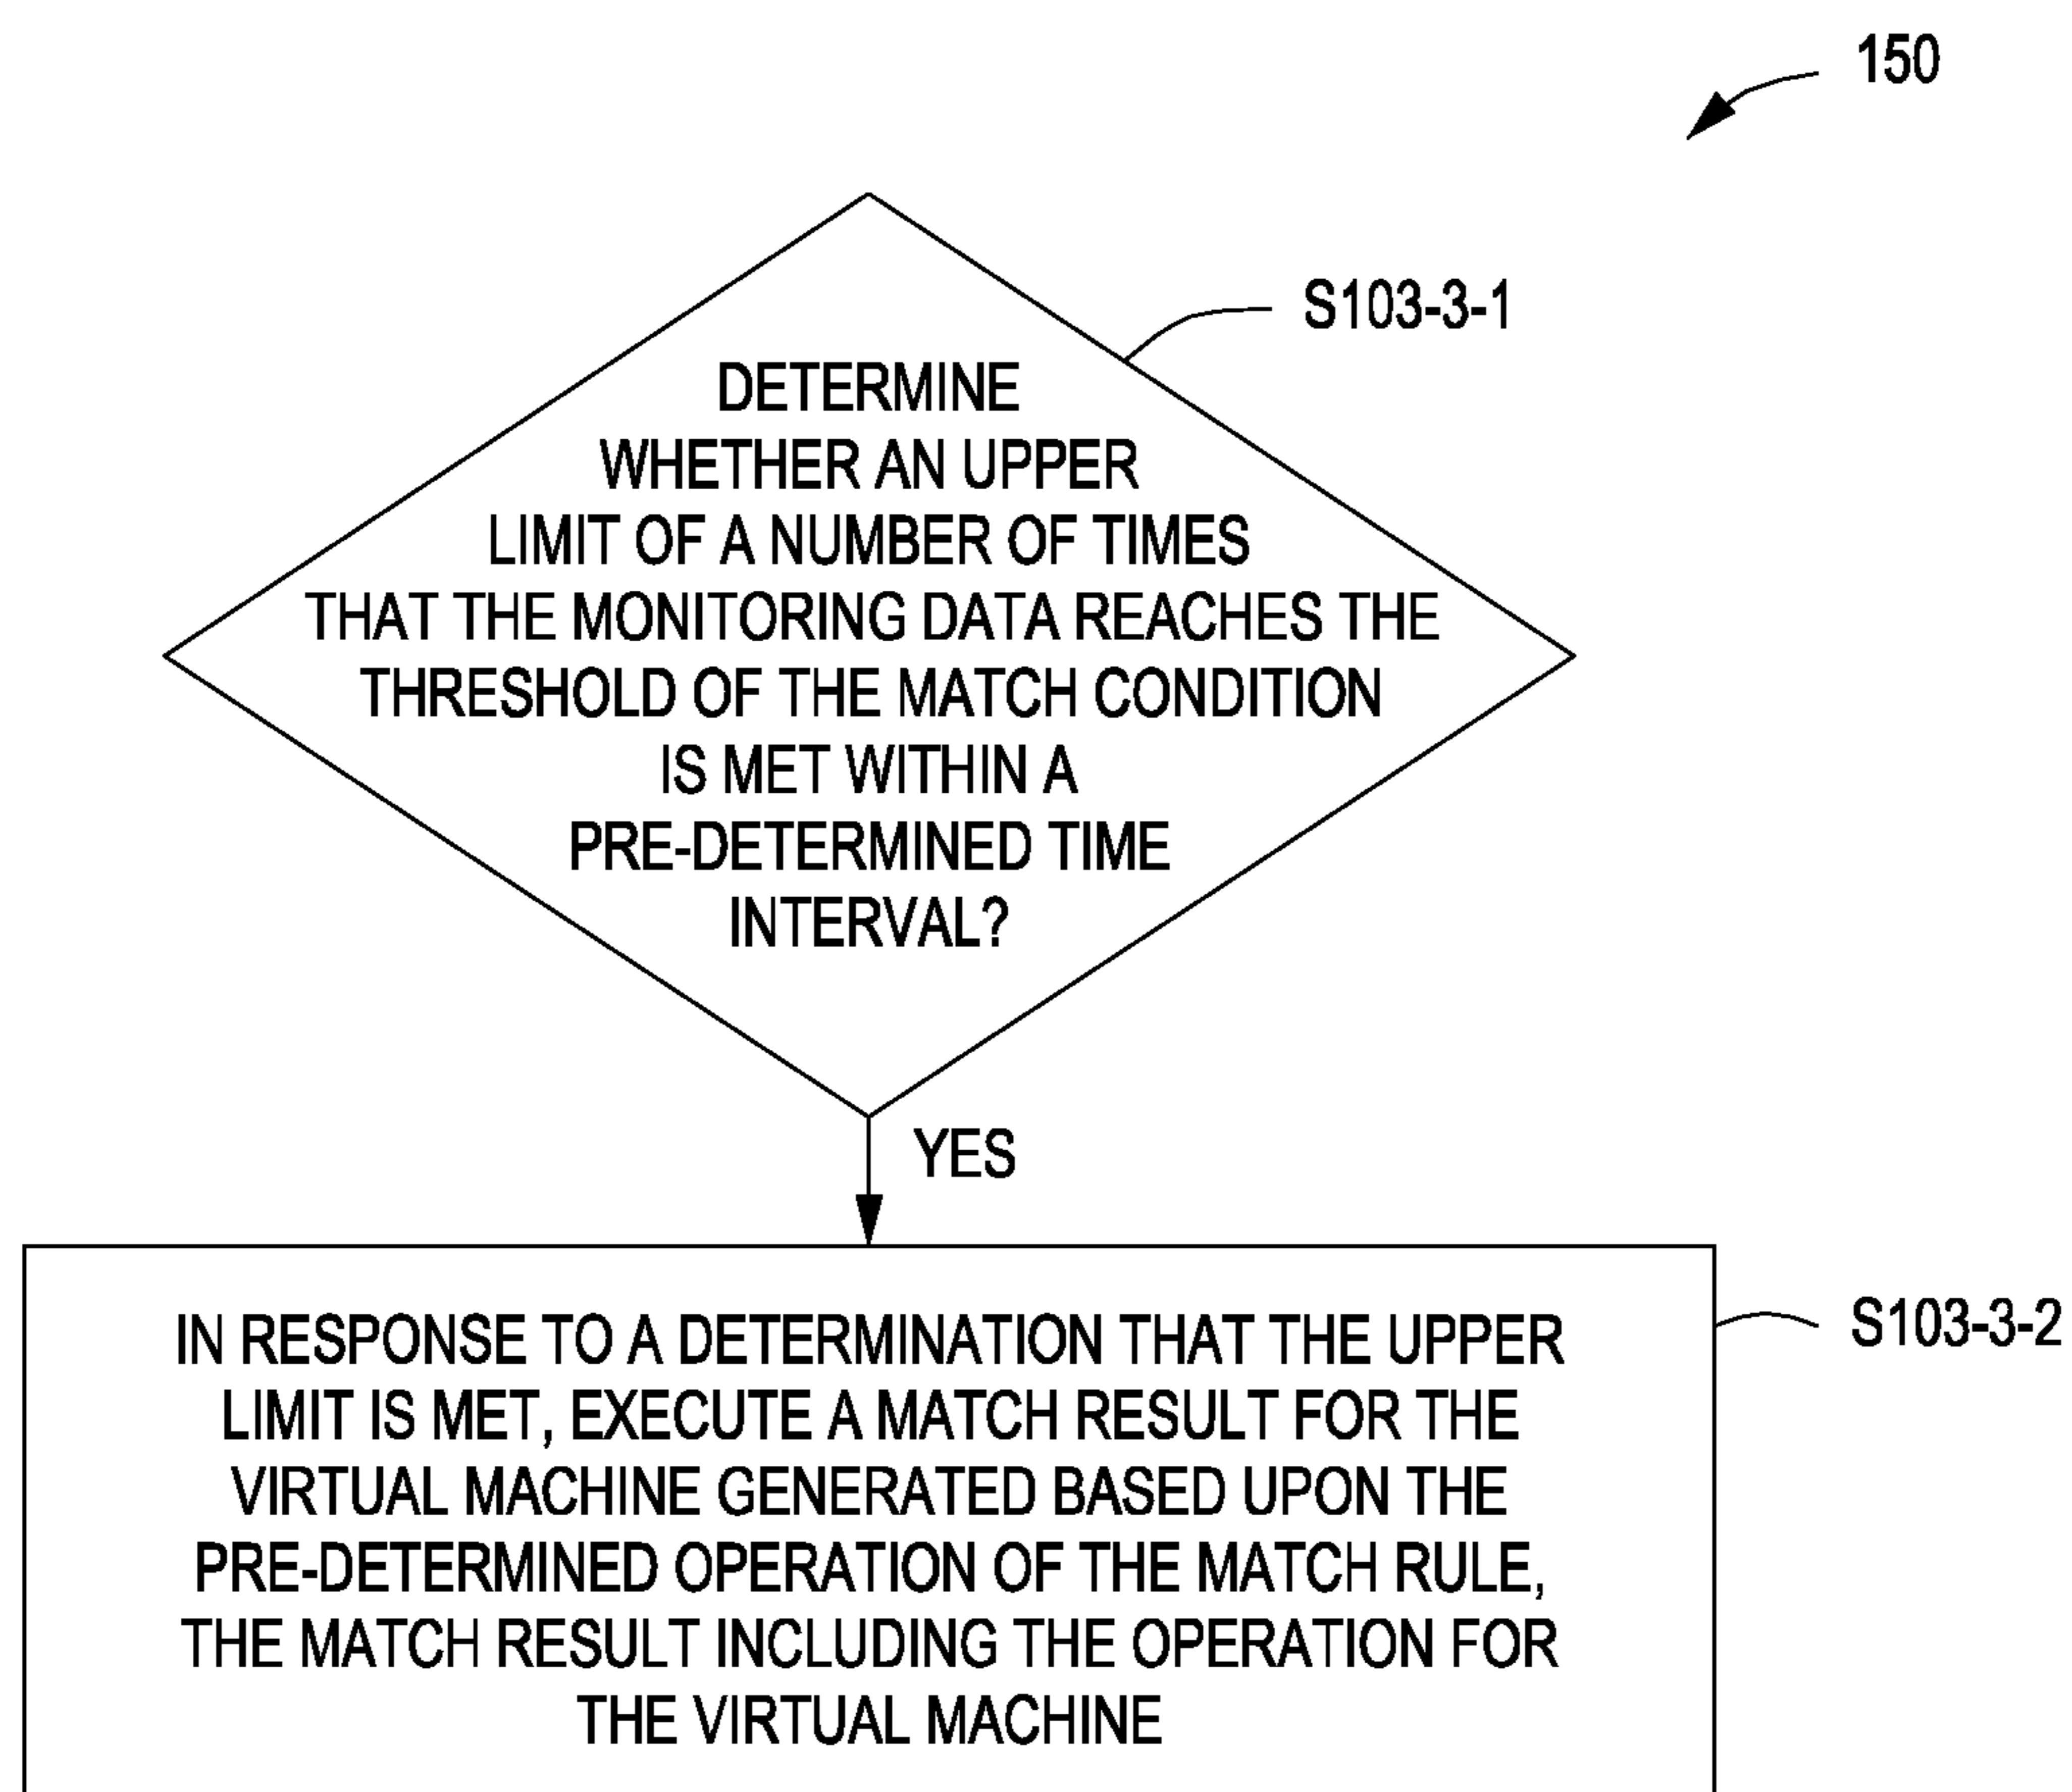 150
S103-3-1
DETERMINE
WHETHER AN UPPER
LIMIT OF A NUMBER OF TIMES
THAT THE MONITORING DATA REACHES THE
THRESHOLD OF THE MATCH CONDITION
IS MET WITHIN A
PRE-DETERMINED TIME
INTERVAL?
YES
IN RESPONSE TO A DETERMINATION THAT THE UPPER
LIMIT IS MET, EXECUTE A MATCH RESULT FOR THE
VIRTUAL MACHINE GENERATED BASED UPON THE
PRE-DETERMINED OPERATION OF THE MATCH RULE,
THE MATCH RESULT INCLUDING THE OPERATION FOR
THE VIRTUAL MACHINE
S103-3-2